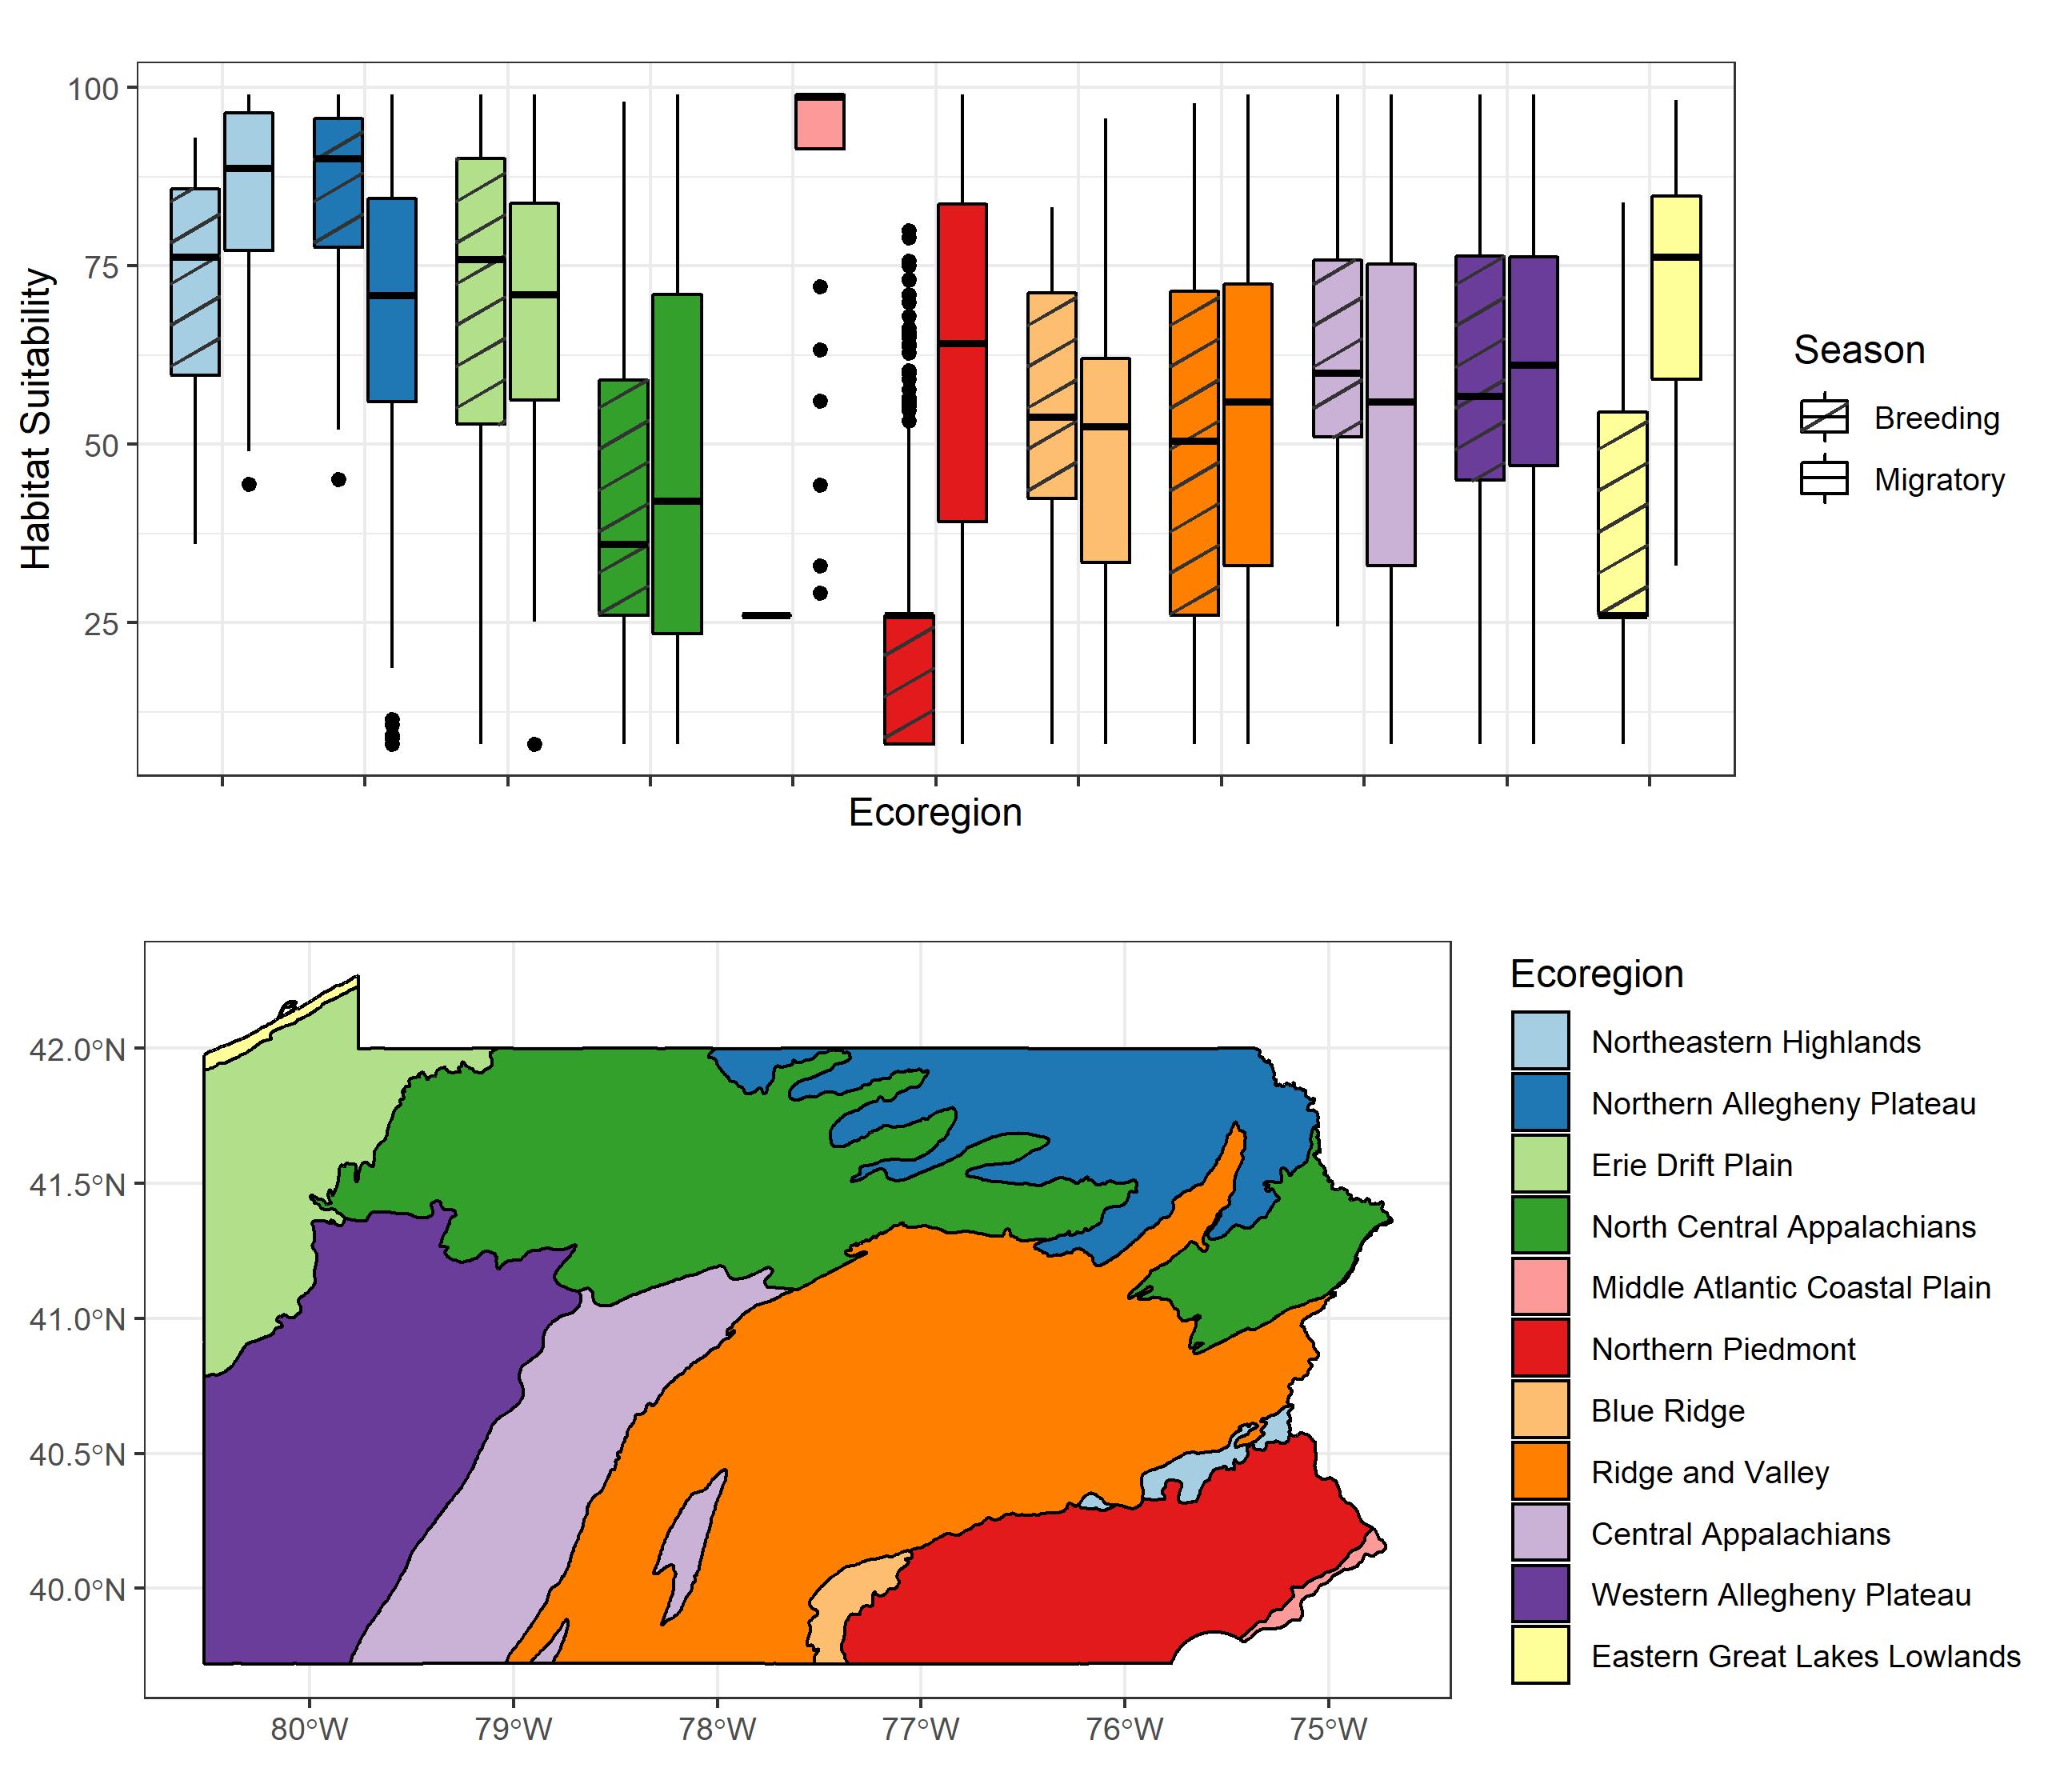 100
75
50
25
Habitat Suitability
Ecoregion
Season
Breeding
Migratory
42.0°N
41.5°N
41.0°N
40.5°N
40.0°N
80°W
79°W
78°W
77°W
76°W
75°W
Ecoregion
Northeastern Highlands
Northern Allegheny Plateau
Erie Drift Plain
North Central Appalachians
Middle Atlantic Coastal Plain
Northern Piedmont
Blue Ridge
Ridge and Valley
Central Appalachians
Western Allegheny Plateau
Eastern Great Lakes Lowlands